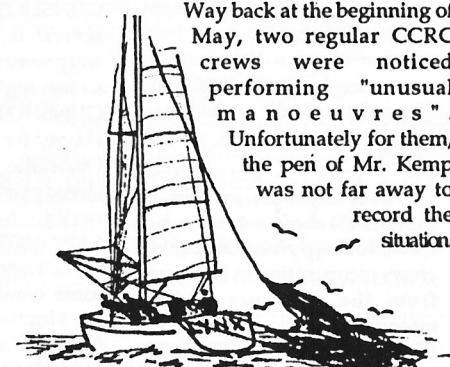 Way back at the beginning of
May, two regular CCRC
crews were noticed
performing "unusual
manoeuvres".
Unfortunately for them,
the pen of Mr. Kemp
was not far away to
record the
situation.